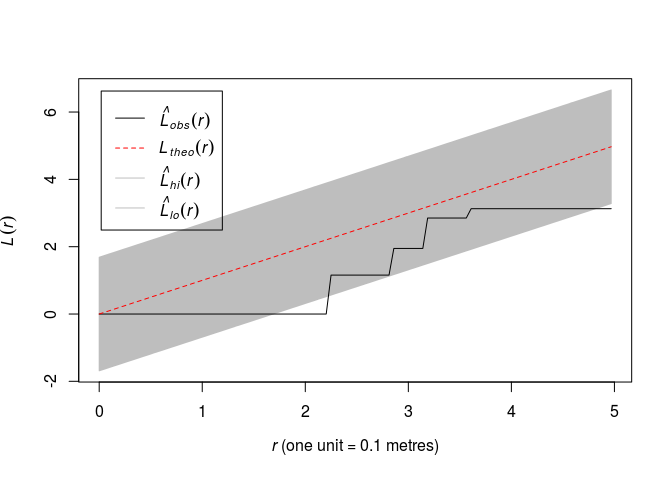 L̂obs(r)
Ltheo(r)
L̂hi(r)
L̂lo(r)
L(r)
6
4
2
0
-2
0 1 2 3 4 5
r (one unit = 0.1 metres)